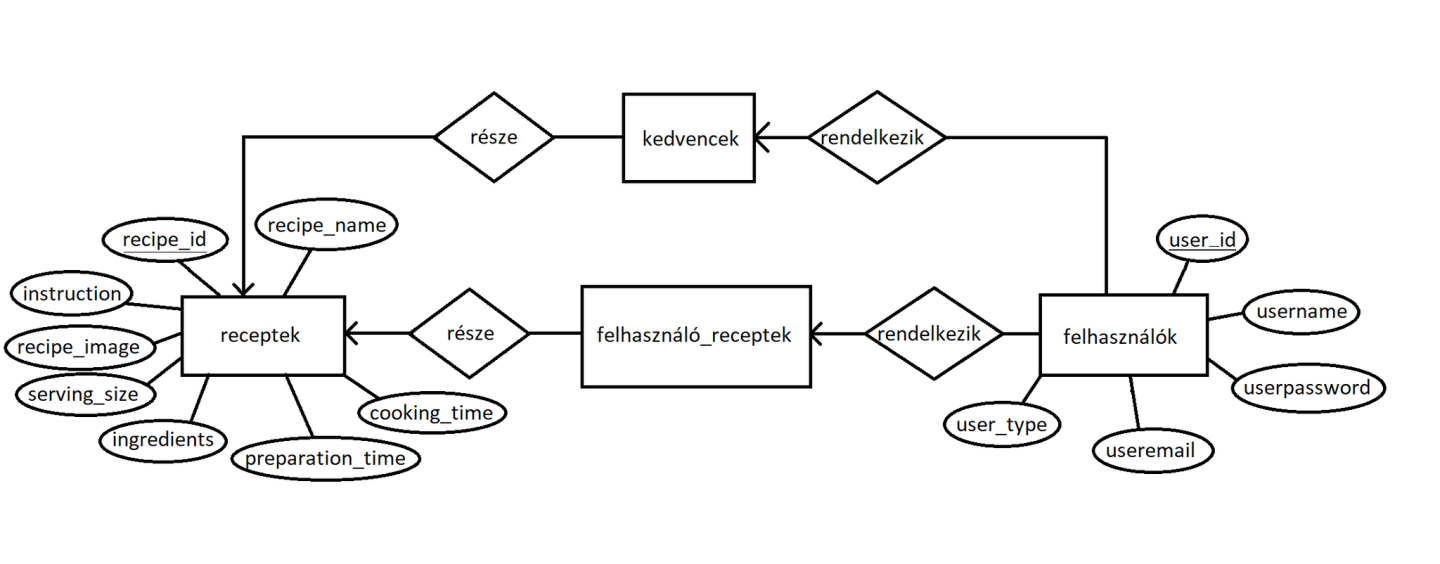 része
kedvencek
rendelkezik
recipe_id
recipe_name
user_id
instruction
username
receptek
része
felhasználó_receptek
rendelkezik
felhasználók
recipe_image
serving_size
userpassword
cooking_time
user_type
ingredients
preparation_time
useremail